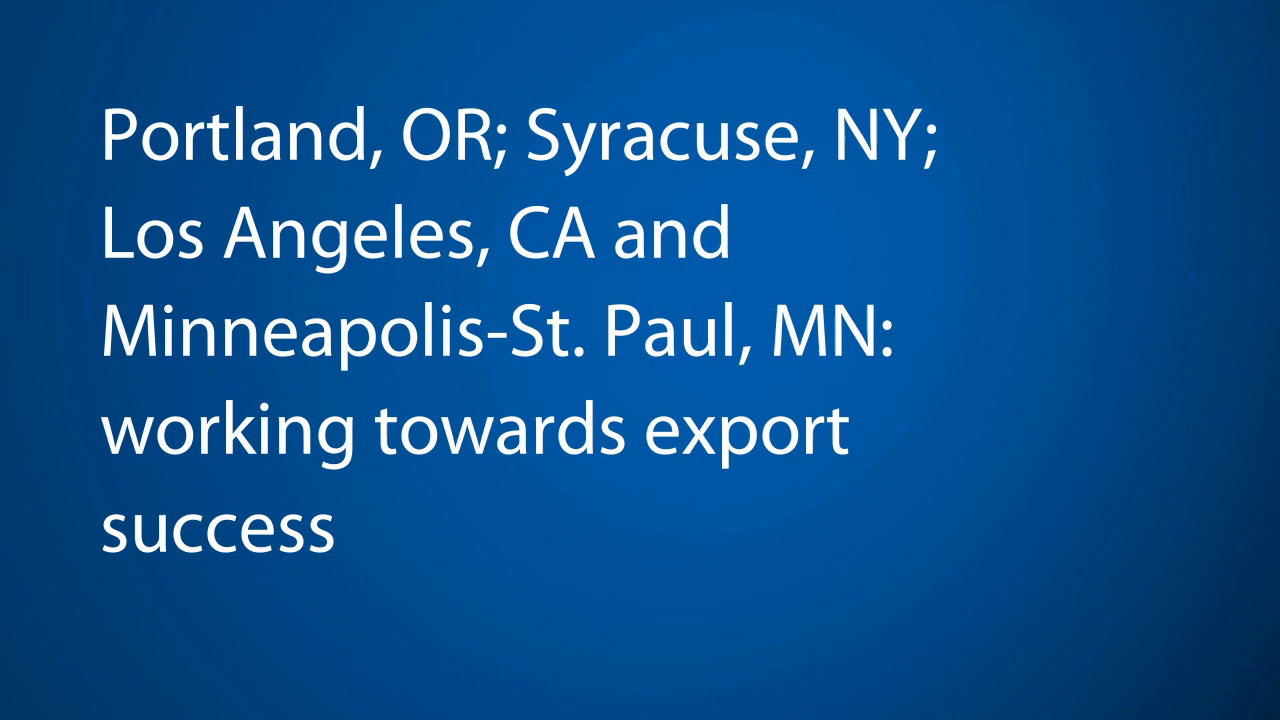 Portland, OR; Syracuse, NY;
Los Angeles, CA and
Minneapolis-St. Paul, MN:
working towards export
success